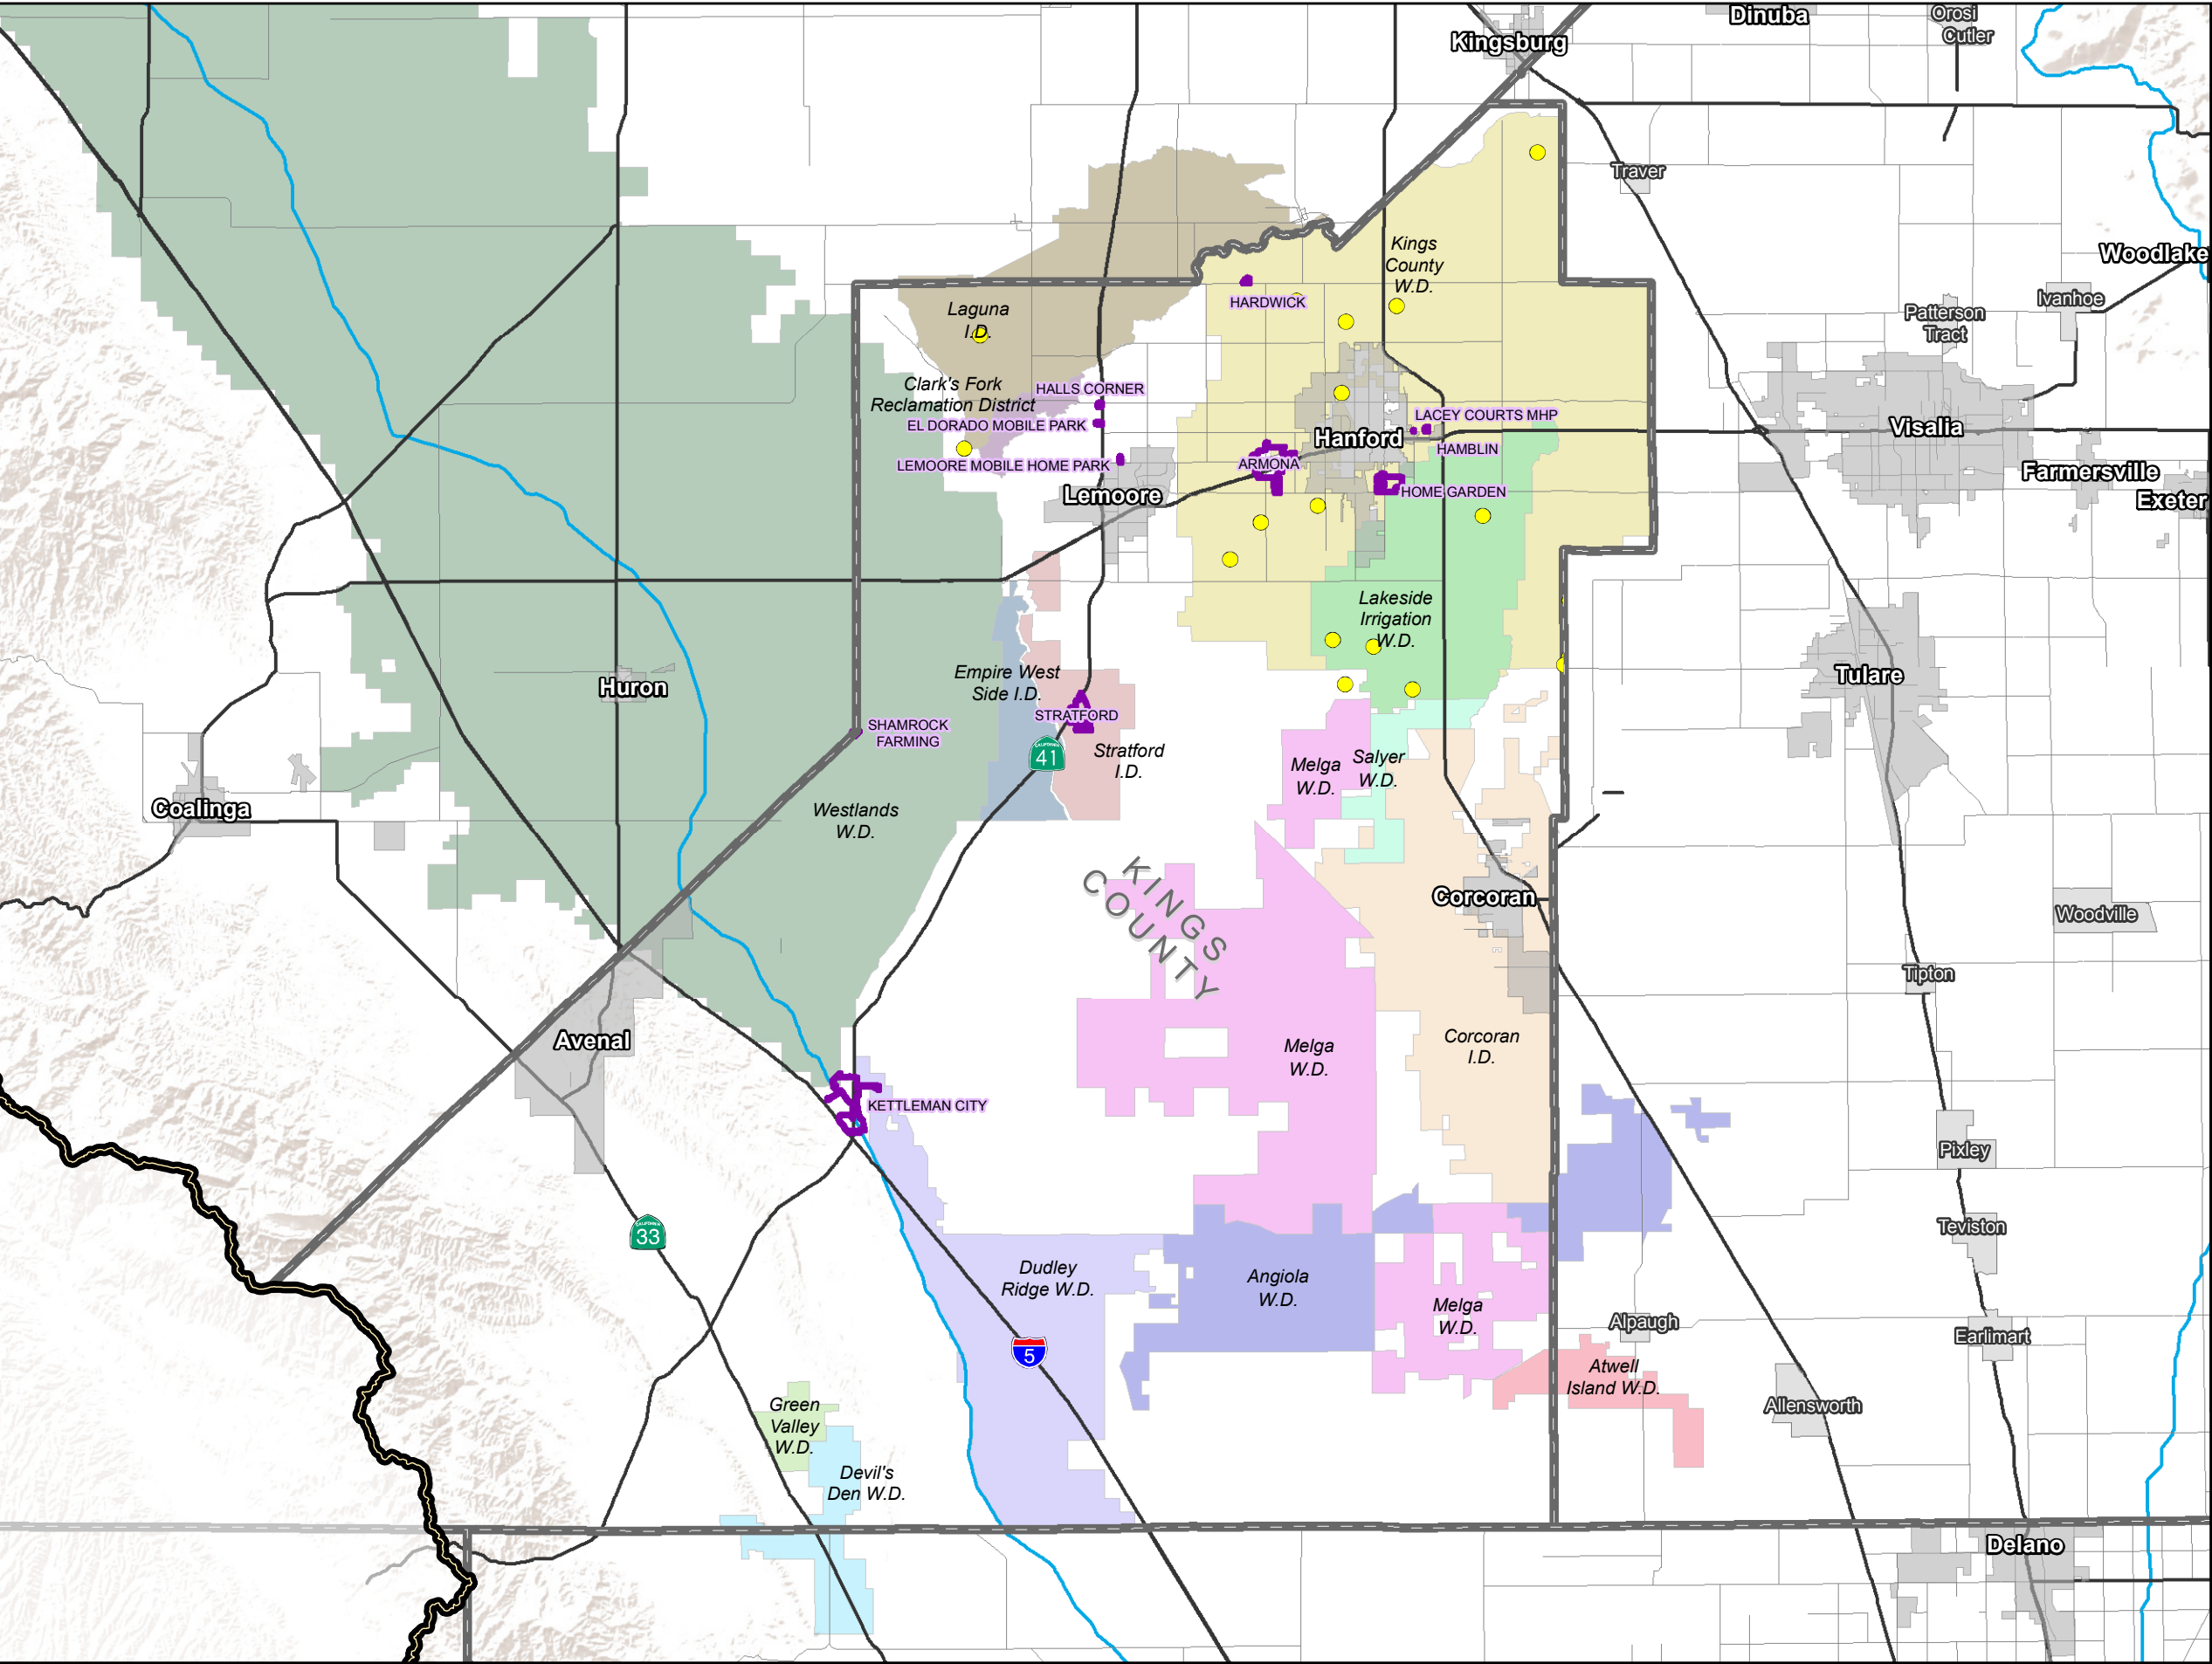 Dinuba
Orosi
Cutler
Kingsburg
Traver
Kings
County
W.D.
Woodlake
Ivanhoe
Patterson
Tract
HARDWICK
Laguna
I.D.
Clark's Fork
Reclamation District
HALLS CORNER
EL DORADO MOBILE PARK
LEMOORE MOBILE HOME PARK
LACEY COURTS MHP
Hanford
HAMBLIN
ARMONA
HOME GARDEN
Visalia
Farmersville
Exeter
Lemoore
Lakeside
Irrigation
W.D.
Empire West
Side I.D.
Huron
Tulare
SHAMROCK
FARMING
STRATFORD
CALIFORNIA
41
Stratford
I.D.
Melga
W.D.
Salyer
W.D.
Westlands
W.D.
Coalinga
KINGS
COUNTY
Corcoran
Woodville
Tipton
Avenal
Melga
W.D.
Corcoran
I.D.
KETTLEMAN CITY
Pixley
CALIFORNIA
33
Teviston
Dudley
Ridge W.D.
Angiola
W.D.
Melga
W.D.
Alpaugh
Earlimart
5
Atwell
Island W.D.
Allensworth
Green
Valley
W.D.
Devil's
Den W.D.
Delano